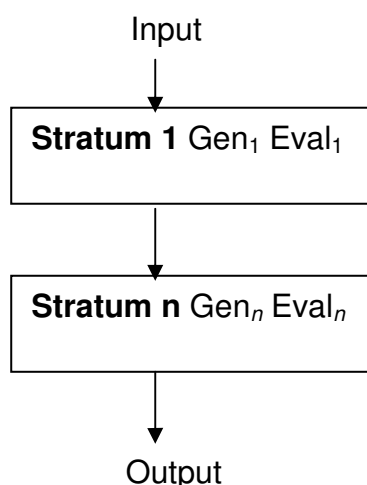 Input
Stratum 1 Gen₁ Eval₁
Stratum n Genₙ Evalₙ
Output